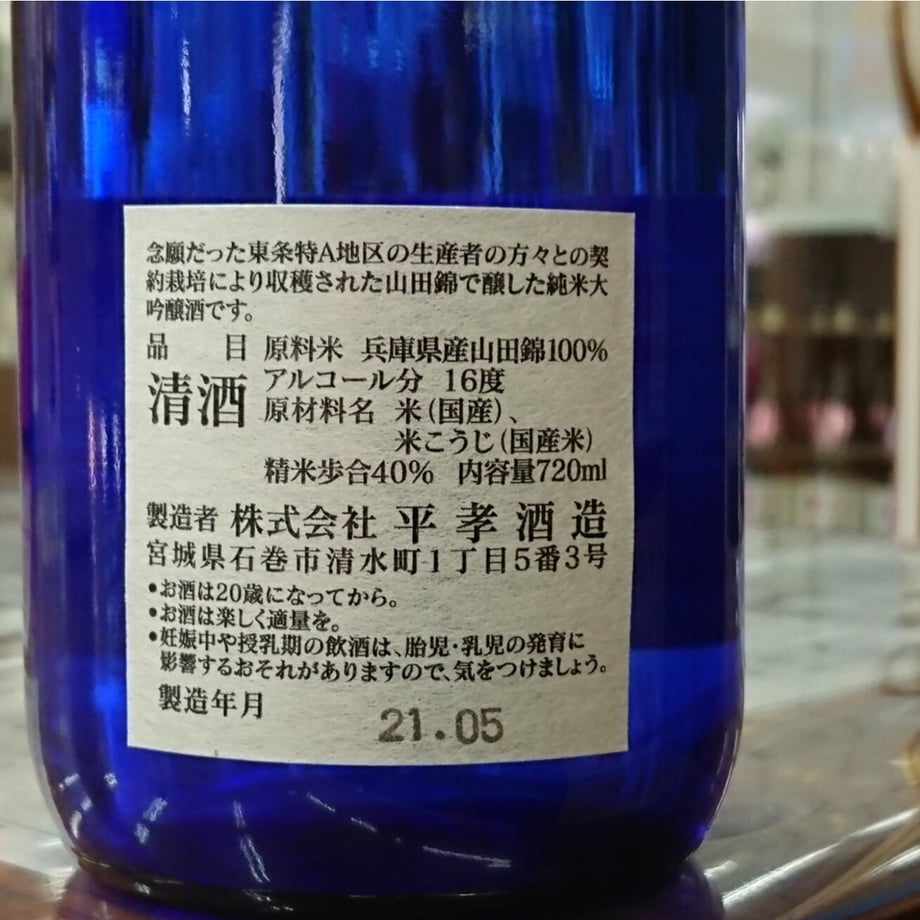 念願だった東条特A地区の生産者の方々との契
約栽培により収穫された山田錦で醸した純米大
吟醸酒です。
品目 原料米 兵庫県産山田錦100%
清酒 アルコール分 16度
原材料名 米(国産)、
米こうじ(国産米)
精米歩合40% 内容量720ml
製造者 株式会社 平孝酒造
宮城県石巻市清水町1丁目5番3号
•お酒は20歳になってから。
•お酒は楽しく適量を。
•妊娠中や授乳期の飲酒は、胎児・乳児の発育に
影響するおそれがありますので、気をつけましょう。
製造年月 21.05